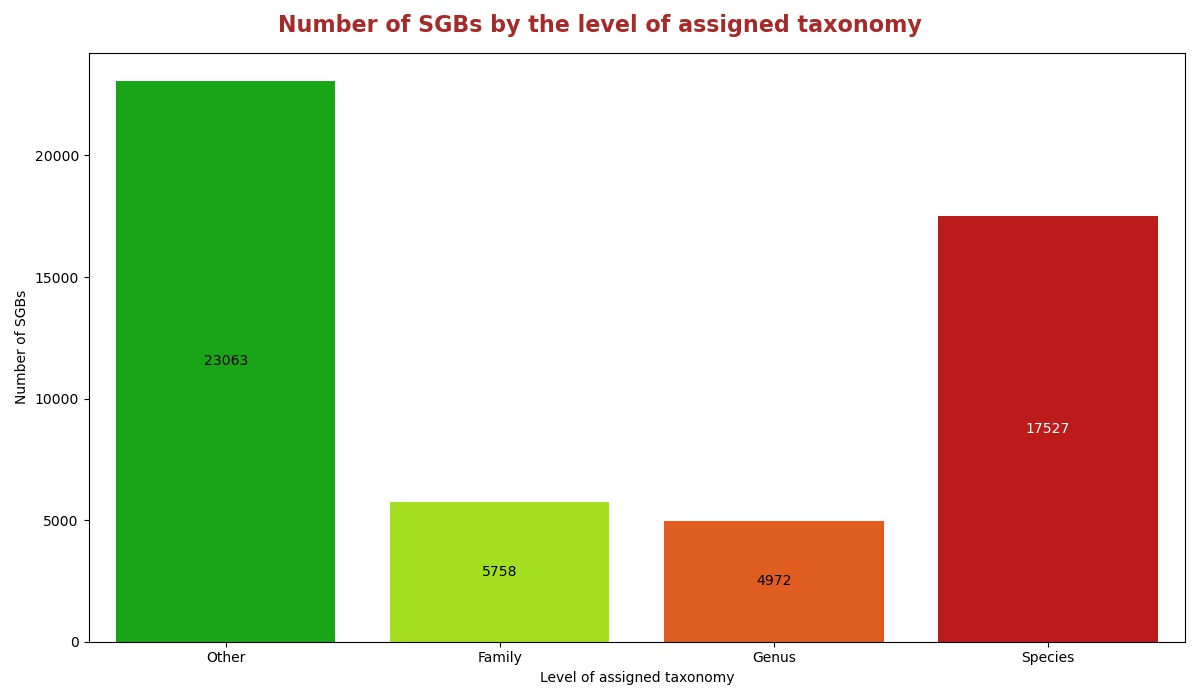 Number of SGBs by the level of assigned taxonomy
Number of SGBs
20000
15000
10000
5000
0
23063
5758
4972
17527
Other
Family
Genus
Species
Level of assigned taxonomy